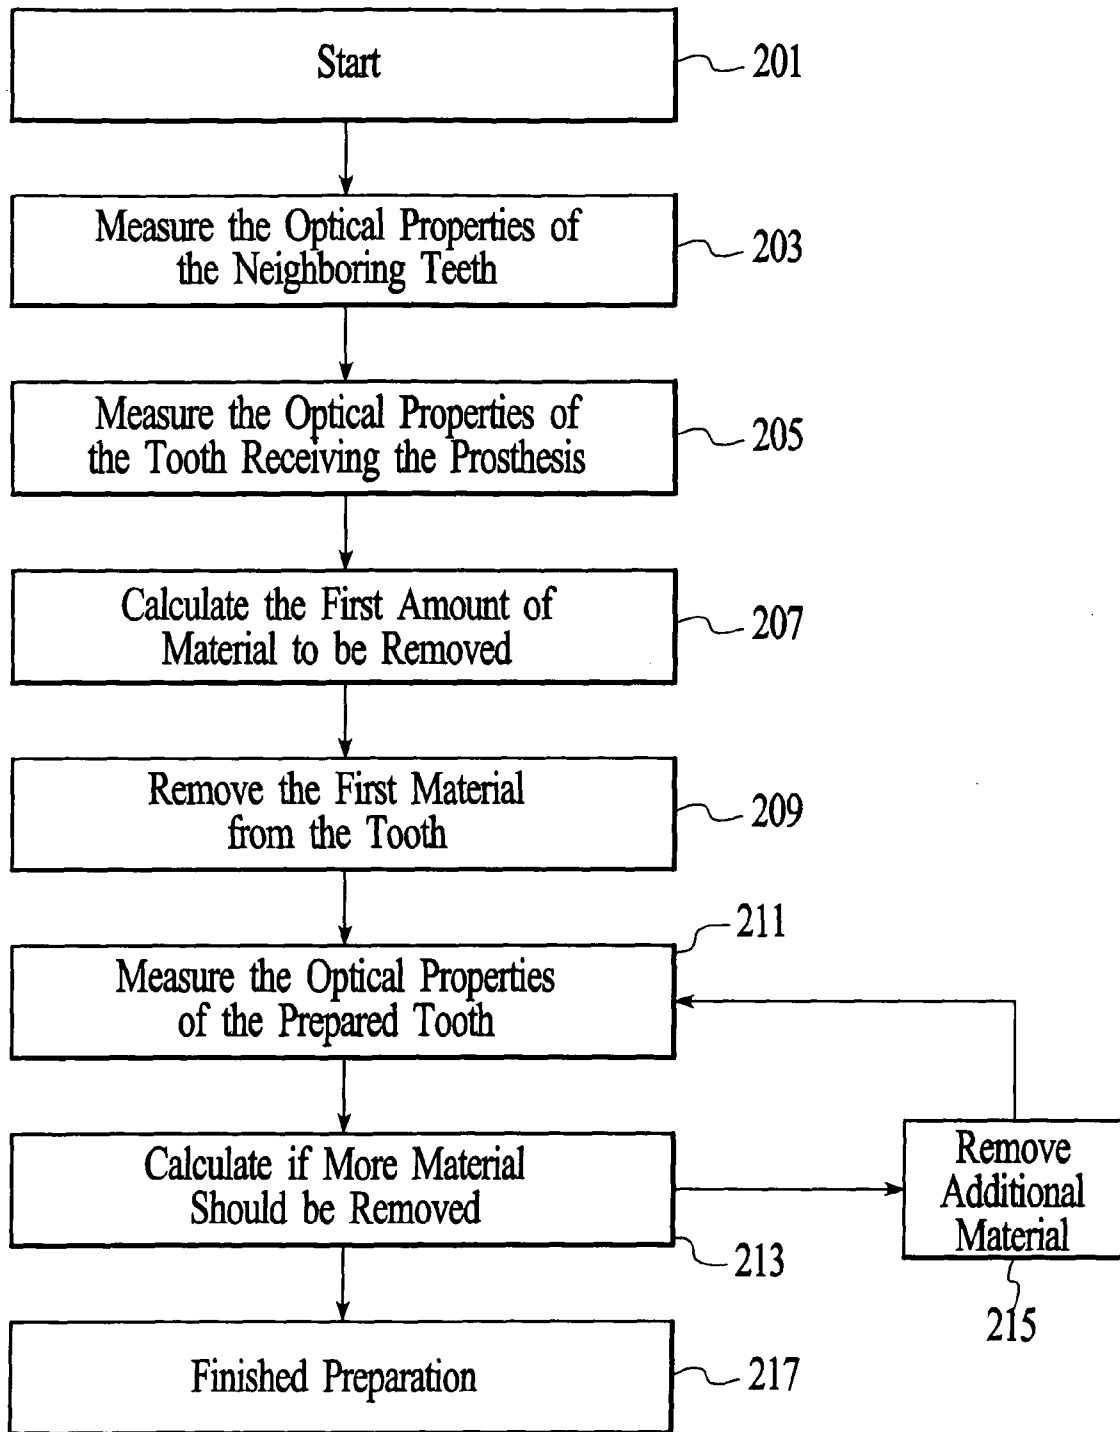 Start
201
Measure the Optical Properties of
the Neighboring Teeth
203
Measure the Optical Properties of
the Tooth Receiving the Prosthesis
205
Calculate the First Amount of
Material to be Removed
207
Remove the First Material
from the Tooth
209
211
Measure the Optical Properties
of the Prepared Tooth
Calculate if More Material
Should be Removed
213
Remove
Additional
Material
215
Finished Preparation
217